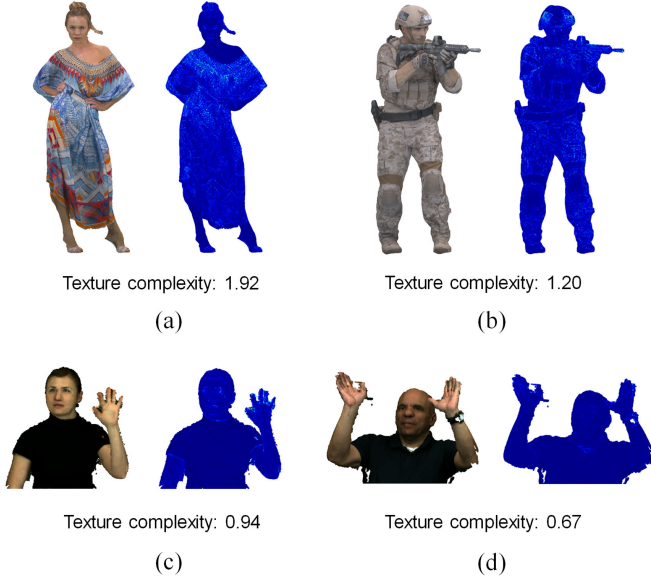 Texture complexity: 1.92
Texture complexity: 1.20
(a)
(b)
Texture complexity: 0.94
Texture complexity: 0.67
(c)
(d)